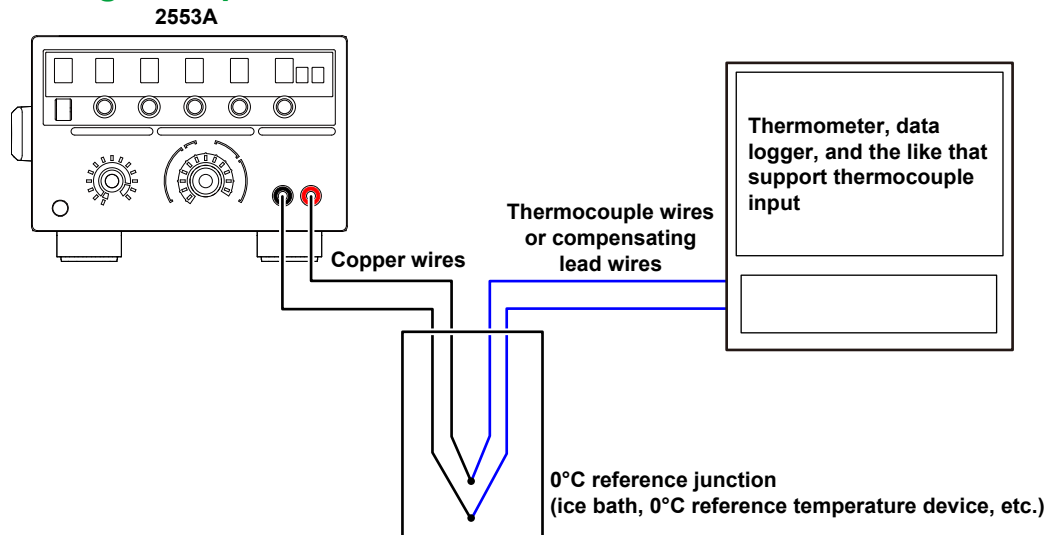 2553A
Thermometer, data
logger, and the like that
support thermocouple
input
Thermocouple wires
or compensating
lead wires
Copper wires
0°C reference junction
(ice bath, 0°C reference temperature device, etc.)